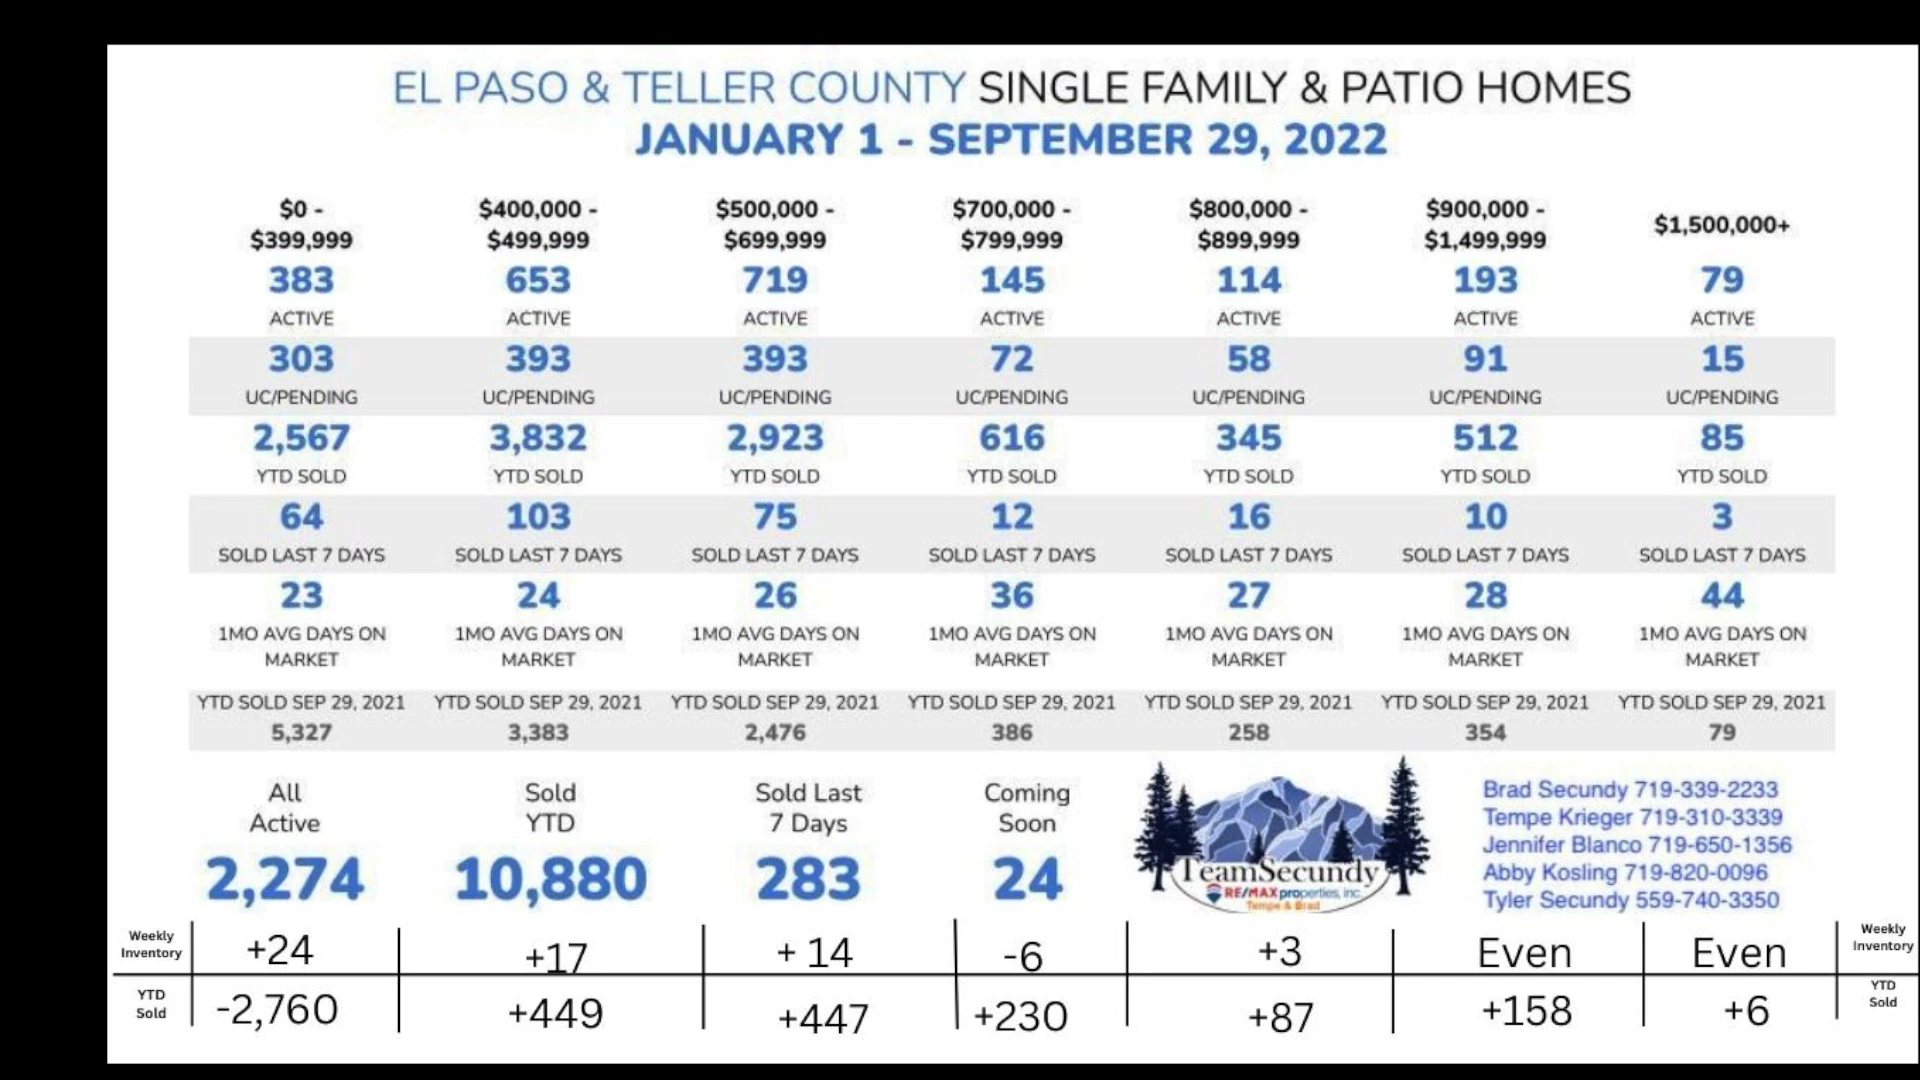 EL PASO & TELLER COUNTY SINGLE FAMILY & PATIO HOMES
JANUARY 1 - SEPTEMBER 29, 2022
$0 - $400,000 - $500,000 - $700,000 - $800,000 - $900,000 - $1,500,000+
$399,999 $499,999 $699,999 $799,999 $899,999 $1,499,999
383 653 719 145 114 193 79
ACTIVE ACTIVE ACTIVE ACTIVE ACTIVE ACTIVE ACTIVE
303 393 393 72 58 91 15
UC/PENDING UC/PENDING UC/PENDING UC/PENDING UC/PENDING UC/PENDING UC/PENDING
2,567 3,832 2,923 616 345 512 85
YTD SOLD YTD SOLD YTD SOLD YTD SOLD YTD SOLD YTD SOLD YTD SOLD
64 103 75 12 16 10 3
SOLD LAST 7 DAYS SOLD LAST 7 DAYS SOLD LAST 7 DAYS SOLD LAST 7 DAYS SOLD LAST 7 DAYS SOLD LAST 7 DAYS SOLD LAST 7 DAYS
23 24 26 36 27 28 44
1MO AVG DAYS ON 1MO AVG DAYS ON 1MO AVG DAYS ON 1MO AVG DAYS ON 1MO AVG DAYS ON 1MO AVG DAYS ON 1MO AVG DAYS ON
MARKET MARKET MARKET MARKET MARKET MARKET MARKET
YTD SOLD SEP 29, 2021 YTD SOLD SEP 29, 2021 YTD SOLD SEP 29, 2021 YTD SOLD SEP 29, 2021 YTD SOLD SEP 29, 2021 YTD SOLD SEP 29, 2021 YTD SOLD SEP 29, 2021
5,327 3,383 2,476 386 258 354 79
All Sold Sold Last Coming
Active YTD 7 Days Soon
2,274 10,880 283 24
TeamSecundy
RE/MAX properties, inc.
Tempe & Brad
Brad Secundy 719-339-2233
Tempe Krieger 719-310-3339
Jennifer Blanco 719-650-1356
Abby Kosling 719-820-0096
Tyler Secundy 559-740-3350
Weekly Inventory +24 +17 + 14 -6 +3 Even Even Weekly Inventory
YTD Sold -2,760 +449 +447 +230 +87 +158 +6 YTD Sold